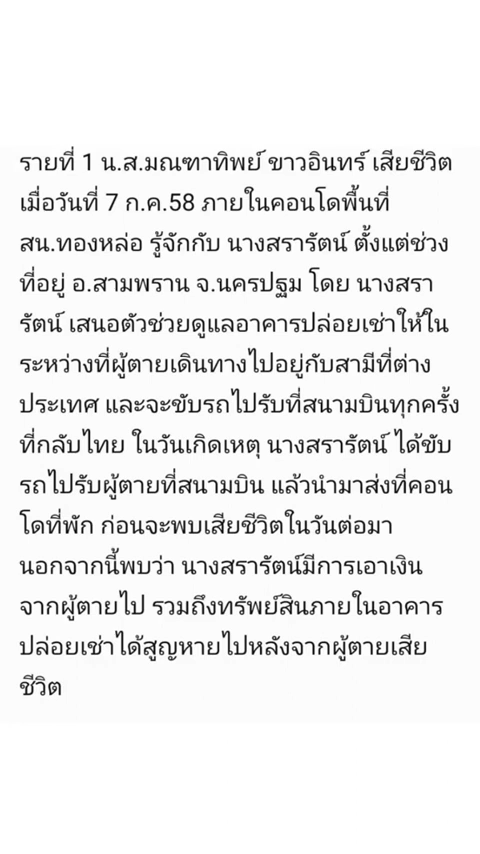 รายที่ 1 น.ส.มณฑาทิพย์ ขาวอินทร์ เสียชีวิต
เมื่อวันที่ 7 ก.ค.58 ภายในคอนโดพื้นที่
สน.ทองหล่อ รู้จักกับ นางสรารัตน์ ตั้งแต่ช่วง
ที่อยู่ อ.สามพราน จ.นครปฐม โดย นางสรา
รัตน์ เสนอตัวช่วยดูแลอาคารปล่อยเช่าให้ใน
ระหว่างที่ผู้ตายเดินทางไปอยู่กับสามีที่ต่าง
ประเทศ และจะขับรถไปรับที่สนามบินทุกครั้ง
ที่กลับไทย ในวันเกิดเหตุ นางสรารัตน์ ได้ขับ
รถไปรับผู้ตายที่สนามบิน แล้วนำมาส่งที่คอน
โดที่พัก ก่อนจะพบเสียชีวิตในวันต่อมา
นอกจากนี้พบว่า นางสรารัตน์มีการเอาเงิน
จากผู้ตายไป รวมถึงทรัพย์สินภายในอาคาร
ปล่อยเช่าได้สูญหายไปหลังจากผู้ตายเสีย
ชีวิต